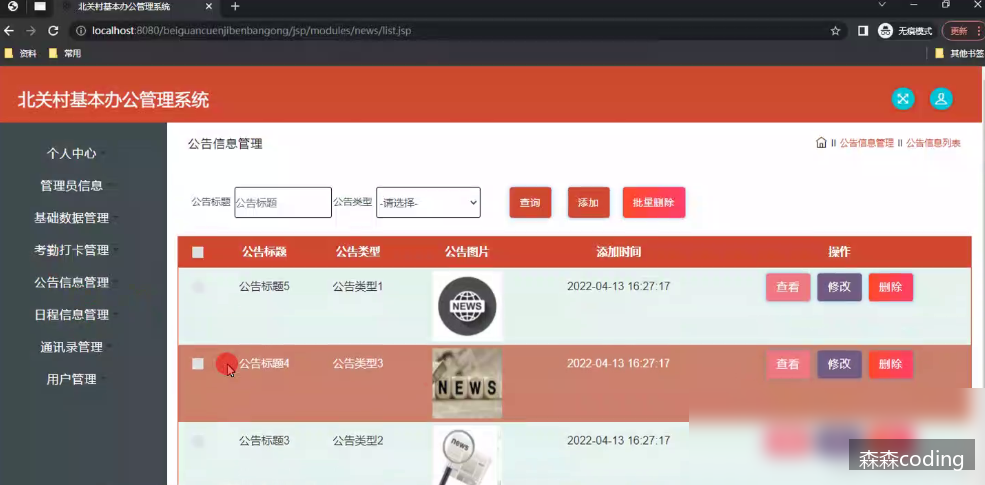 北关村基本办公管理系统
localhost:8080/beiguancuenjibenbangong/jsp/modules/news/list.jsp
无痕模式
更新
资料
常用
其他书签
北关村基本办公管理系统
个人中心
管理员信息
基础数据管理
考勤打卡管理
公告信息管理
日程信息管理
通讯录管理
用户管理
公告信息管理
公告信息管理 公告信息列表
公告标题 公告标题 公告类型 -请选择- 查询 添加 批量删除
公告标题 公告类型 公告图片 添加时间 操作
公告标题5 公告类型1 NEWS 2022-04-13 16:27:17 查看 修改 删除
公告标题4 公告类型3 NEWS 2022-04-13 16:27:17 查看 修改 删除
公告标题3 公告类型2 news 2022-04-13 16:27:17
森森coding